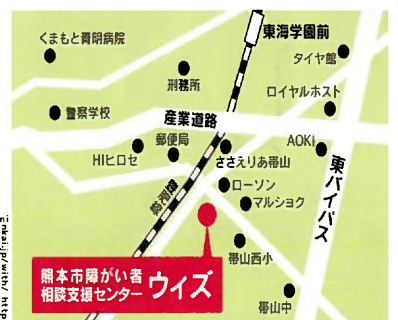 東海学園前
くまもと青明病院
タイヤ館
刑務所
ロイヤルホスト
警察学校
産業道路
郵便局
AOKI
HIヒロセ
ささえりあ帯山
東バイパス
ローソン
マルショク
豊肥線
帯山西小
熊本市障がい者
相談支援センター ウィズ
帯山中